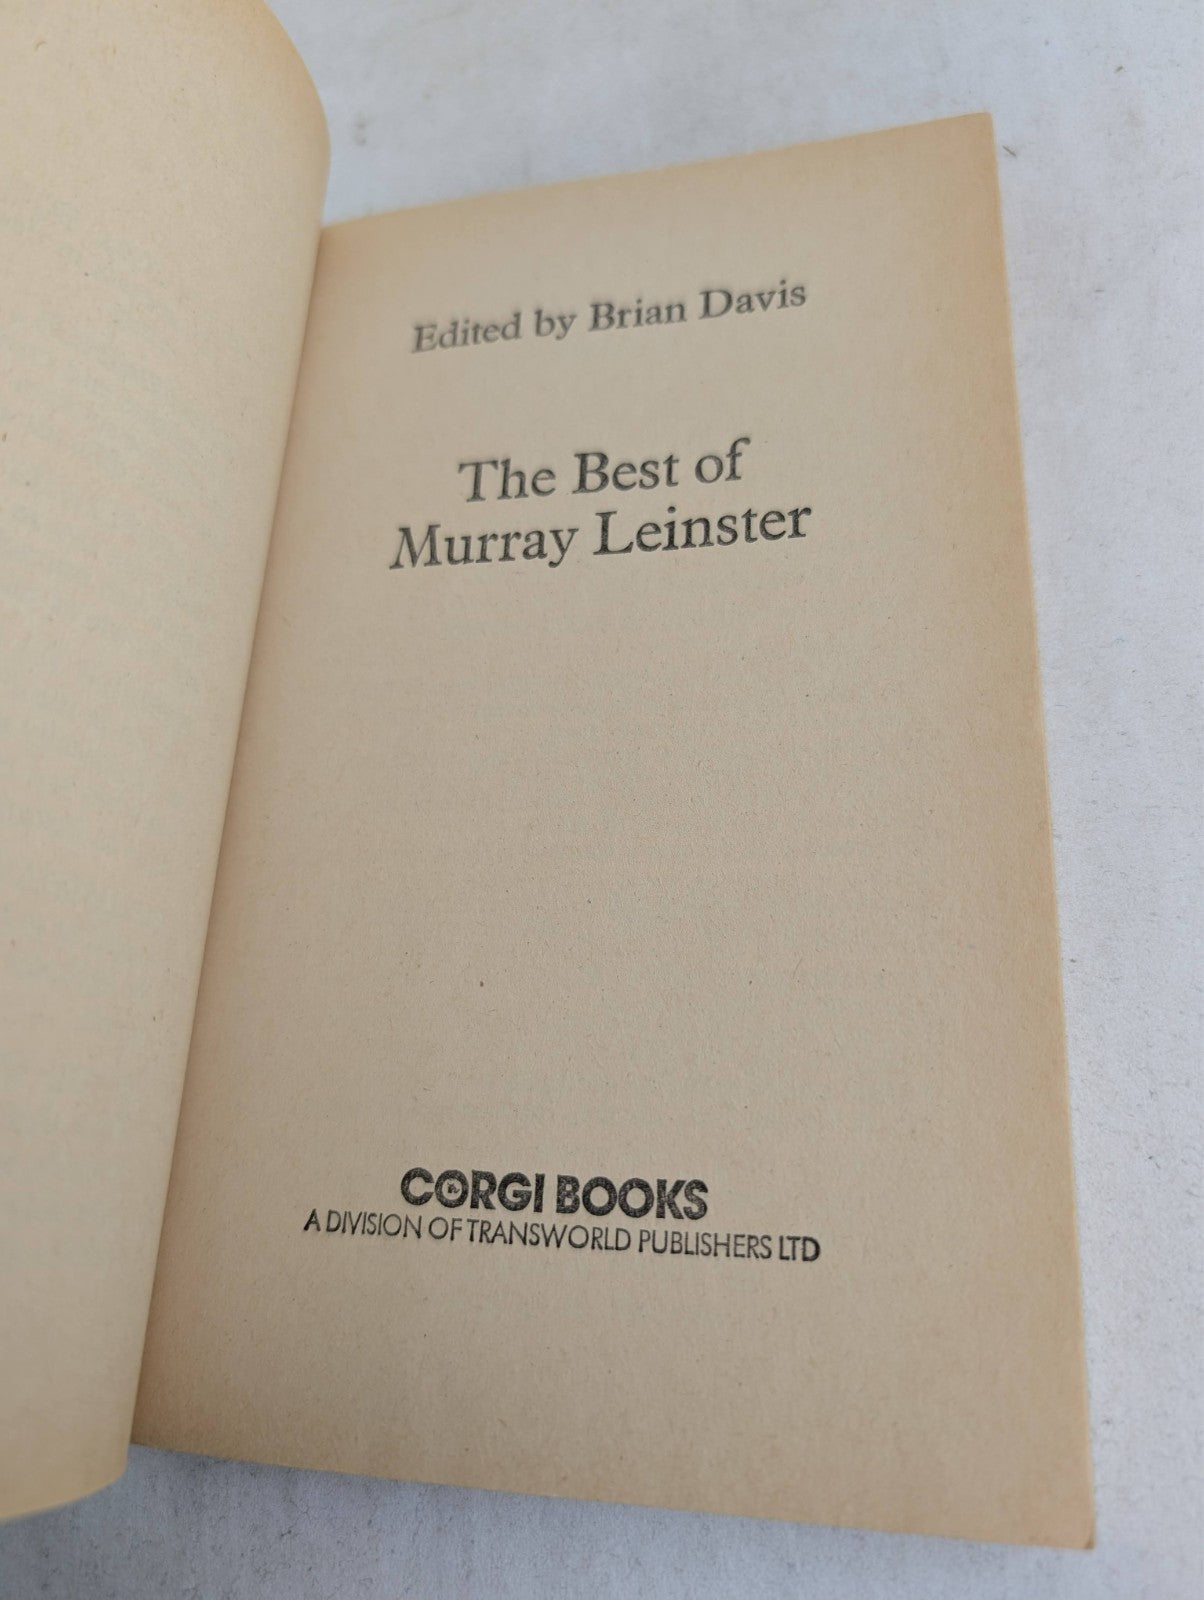 Edited by Brian Davis
The Best of
Murray Leinster
CORGI BOOKS
A DIVISION OF TRANSWORLD PUBLISHERS LTD